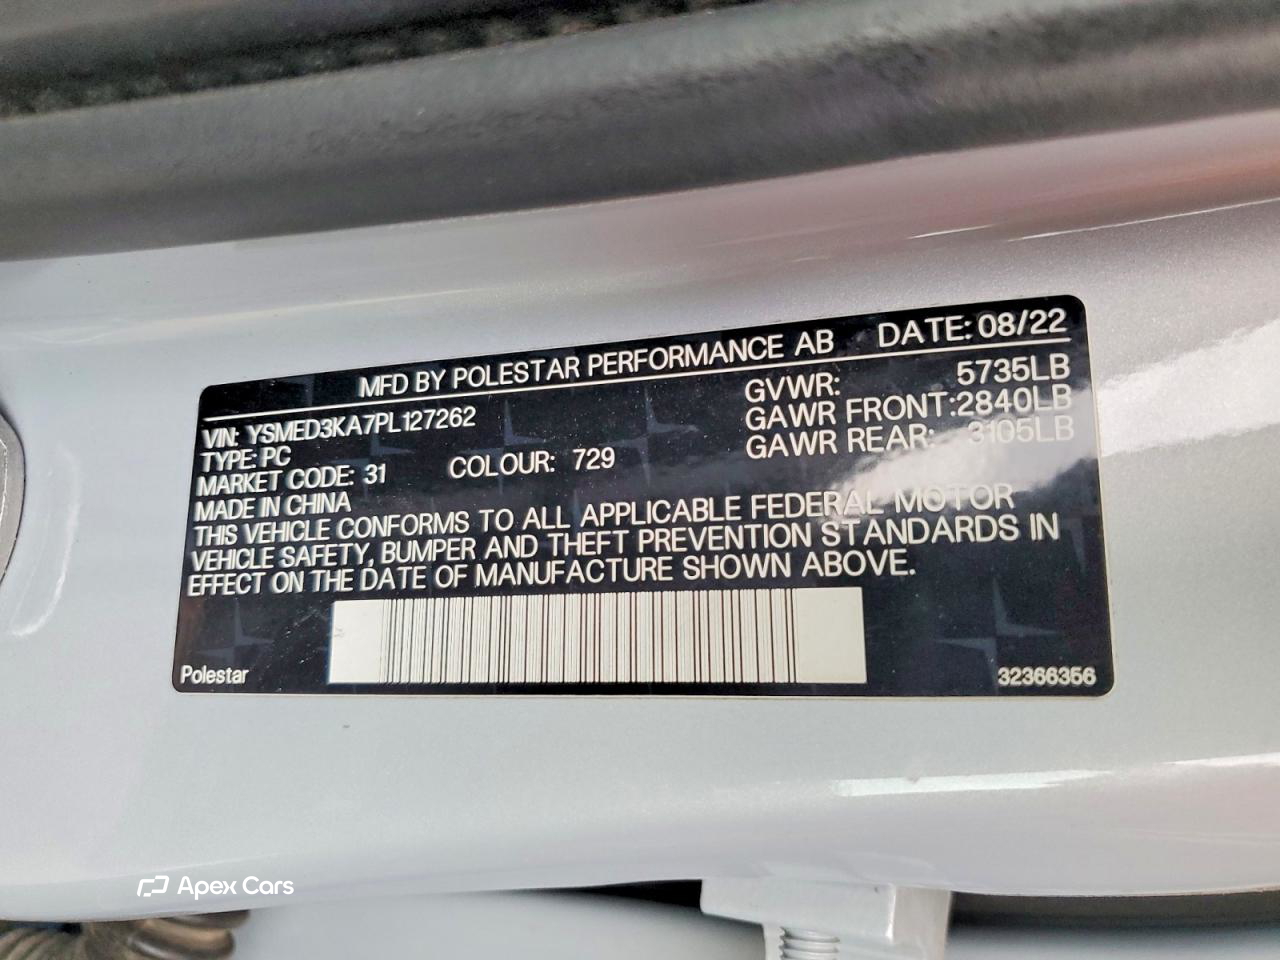 MFD BY POLESTAR PERFORMANCE AB DATE: 08/22
VIN: YSMED3KA7PL127262
TYPE: PC
MARKET CODE: 31 COLOUR: 729
MADE IN CHINA
GVWR: 5735LB
GAWR FRONT: 2840LB
GAWR REAR: 3105LB
THIS VEHICLE CONFORMS TO ALL APPLICABLE FEDERAL MOTOR
VEHICLE SAFETY, BUMPER AND THEFT PREVENTION STANDARDS IN
EFFECT ON THE DATE OF MANUFACTURE SHOWN ABOVE.
Polestar 32366356
Apex Cars